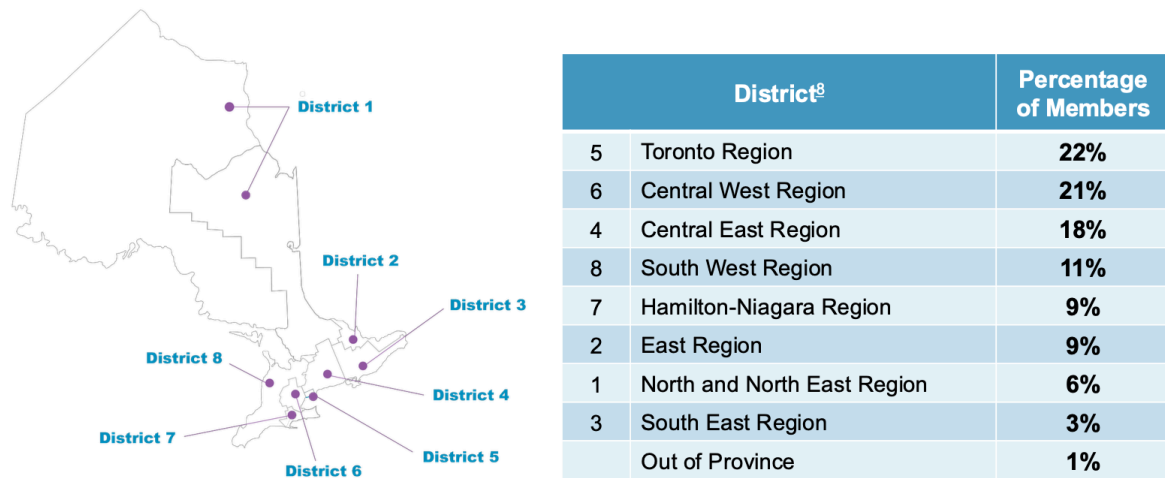 District 1
District 2
District 3
District 8
District 4
District 7
District 5
District 6
District8 Percentage of Members
5 Toronto Region 22%
6 Central West Region 21%
4 Central East Region 18%
8 South West Region 11%
7 Hamilton-Niagara Region 9%
2 East Region 9%
1 North and North East Region 6%
3 South East Region 3%
Out of Province 1%